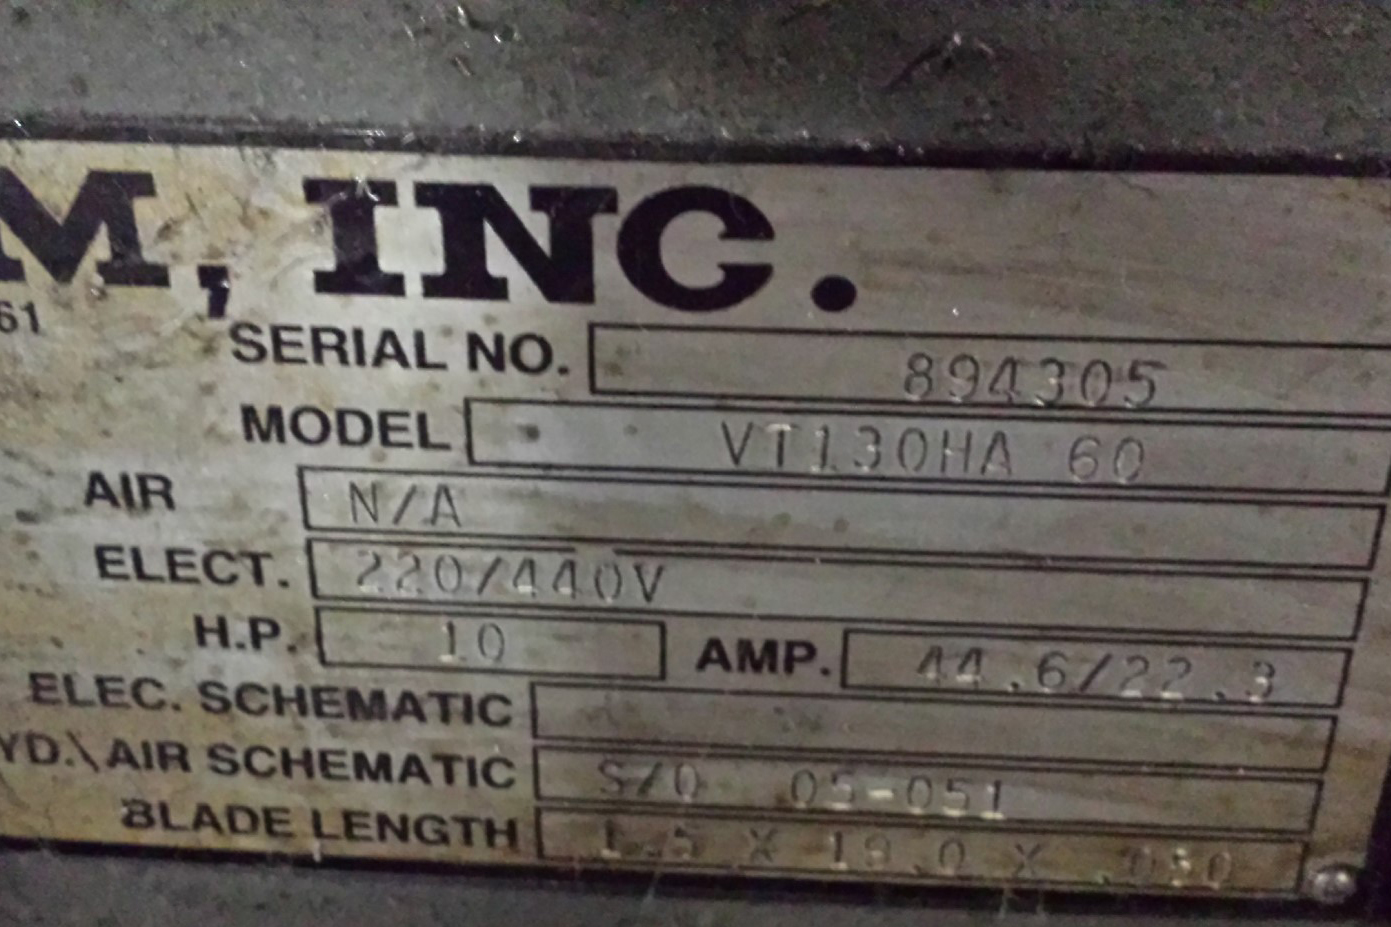 M, INC.
61
SERIAL NO. 894305
MODEL VT130HA 60
AIR N/A
ELECT. 220/440V
H.P. 10 AMP. 44.6/22.3
ELEC. SCHEMATIC
YD.\AIR SCHEMATIC S/O 05-051
BLADE LENGTH 1.5 X 19.0 X